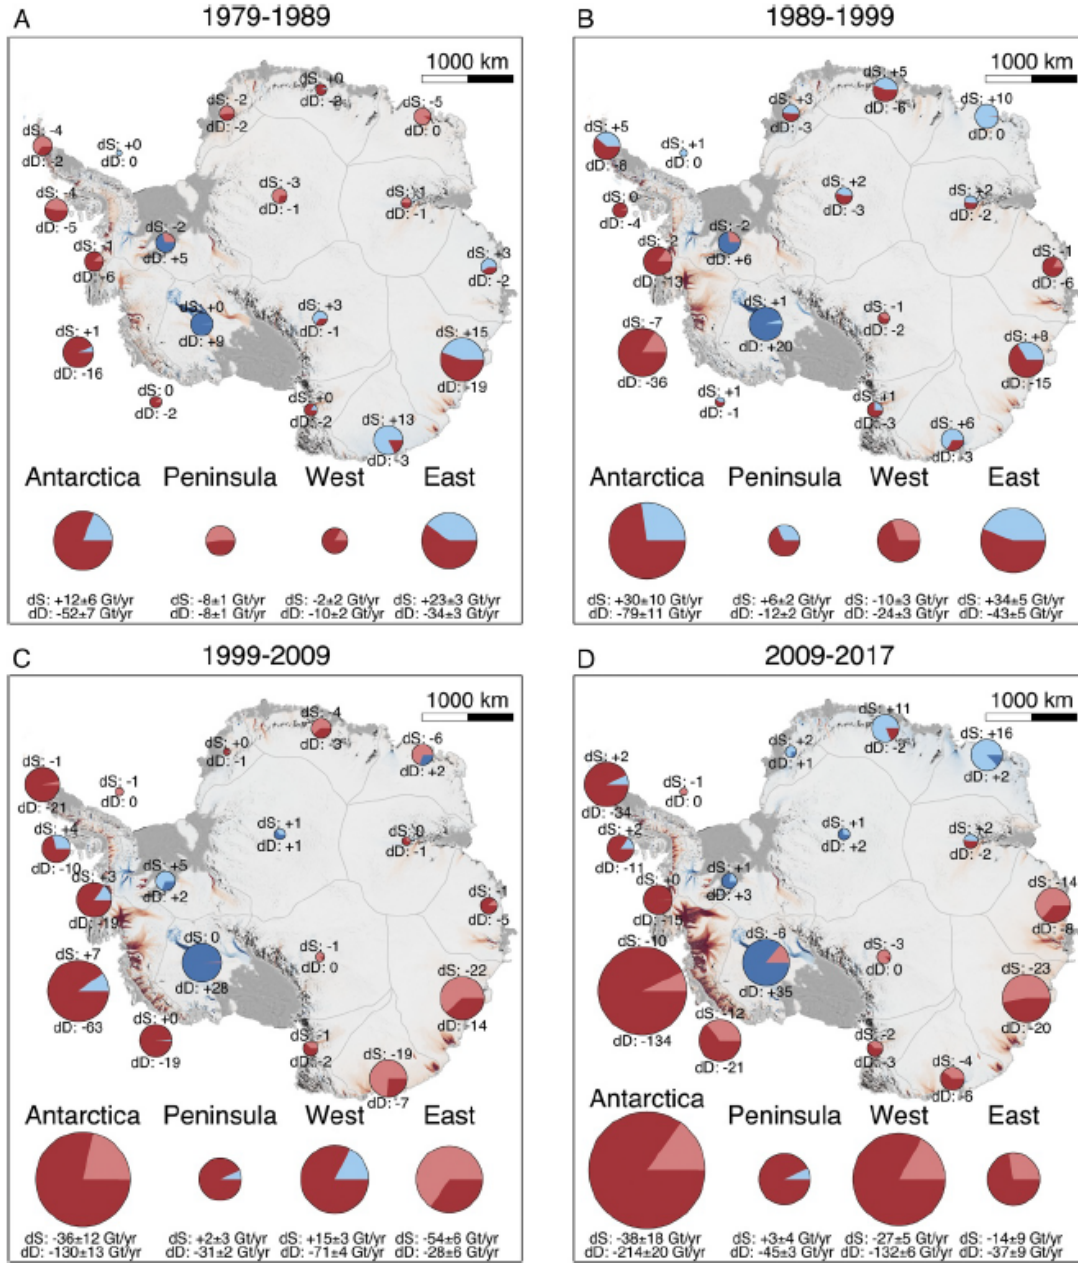 A
1979-1989
1000 km
dS: +0
dD: -2
dS: -2
dD: -2
dS: -5
dD: 0
dS: -4
dD: -2
dS: +0
dD: 0
dS: -3
dD: -1
dD: -1
dS: -4
dD: -5
dS: -2
dD: +5
dS: -1
dD: -6
dS: +3
dD: -2
dS: +0
dD: +9
dS: +3
dD: -1
dS: +1
dD: -16
dS: +15
dD: -19
dS: 0
dD: -2
dS: +0
dD: -2
dS: +13
dD: -3
Antarctica Peninsula West East
dS: +12±6 Gt/yr dS: -8±1 Gt/yr dS: -2±2 Gt/yr dS: +23±3 Gt/yr
dD: -52±7 Gt/yr dD: -8±1 Gt/yr dD: -10±2 Gt/yr dD: -34±3 Gt/yr
B
1989-1999
1000 km
dS: +5
dD: -6
dS: +3
dD: -3
dS: +10
dD: 0
dS: +5
dD: -8
dS: +1
dD: 0
dS: +2
dD: -3
dS: +2
dD: -2
dS: 0
dD: -4
dS: -2
dD: +6
dS: -2
dD: -13
dS: -1
dD: -6
dS: +1
dD: +20
dS: -1
dD: -2
dS: -7
dD: -36
dS: +8
dD: -15
dS: +1
dD: -1
dS: +1
dD: -3
dS: +6
dD: -3
Antarctica Peninsula West East
dS: +30±10 Gt/yr dS: +6±2 Gt/yr dS: -10±3 Gt/yr dS: +34±5 Gt/yr
dD: -79±11 Gt/yr dD: -12±2 Gt/yr dD: -24±3 Gt/yr dD: -43±5 Gt/yr
C
1999-2009
1000 km
dS: -4
dD: -3
dS: +0
dD: -1
dS: -6
dD: +2
dS: -1
dD: -21
dS: -1
dD: 0
dS: +1
dD: +1
dS: 0
dD: -1
dS: +4
dD: -10
dS: +5
dD: +2
dS: +3
dD: -19
dS: -1
dD: -5
dS: 0
dD: +28
dS: -1
dD: 0
dS: +7
dD: -63
dS: -22
dD: -14
dS: +0
dD: -19
dS: -1
dD: -2
dS: -19
dD: -7
Antarctica Peninsula West East
dS: -36±12 Gt/yr dS: +2±3 Gt/yr dS: +15±3 Gt/yr dS: -54±6 Gt/yr
dD: -130±13 Gt/yr dD: -31±2 Gt/yr dD: -71±4 Gt/yr dD: -28±6 Gt/yr
D
2009-2017
1000 km
dS: +11
dD: -2
dS: +2
dD: +1
dS: +16
dD: +2
dS: +2
dD: -34
dS: -1
dD: 0
dS: +1
dD: +2
dS: +2
dD: -2
dS: +2
dD: -11
dS: +1
dD: +3
dS: +0
dD: -15
dS: -14
dD: -8
dS: -6
dD: +35
dS: -3
dD: 0
dS: -10
dD: -134
dS: -23
dD: -20
dS: -12
dD: -21
dS: -2
dD: -3
dS: -4
dD: -6
Antarctica Peninsula West East
dS: -38±18 Gt/yr dS: +3±4 Gt/yr dS: -27±5 Gt/yr dS: -14±9 Gt/yr
dD: -214±20 Gt/yr dD: -45±3 Gt/yr dD: -132±6 Gt/yr dD: -37±9 Gt/yr